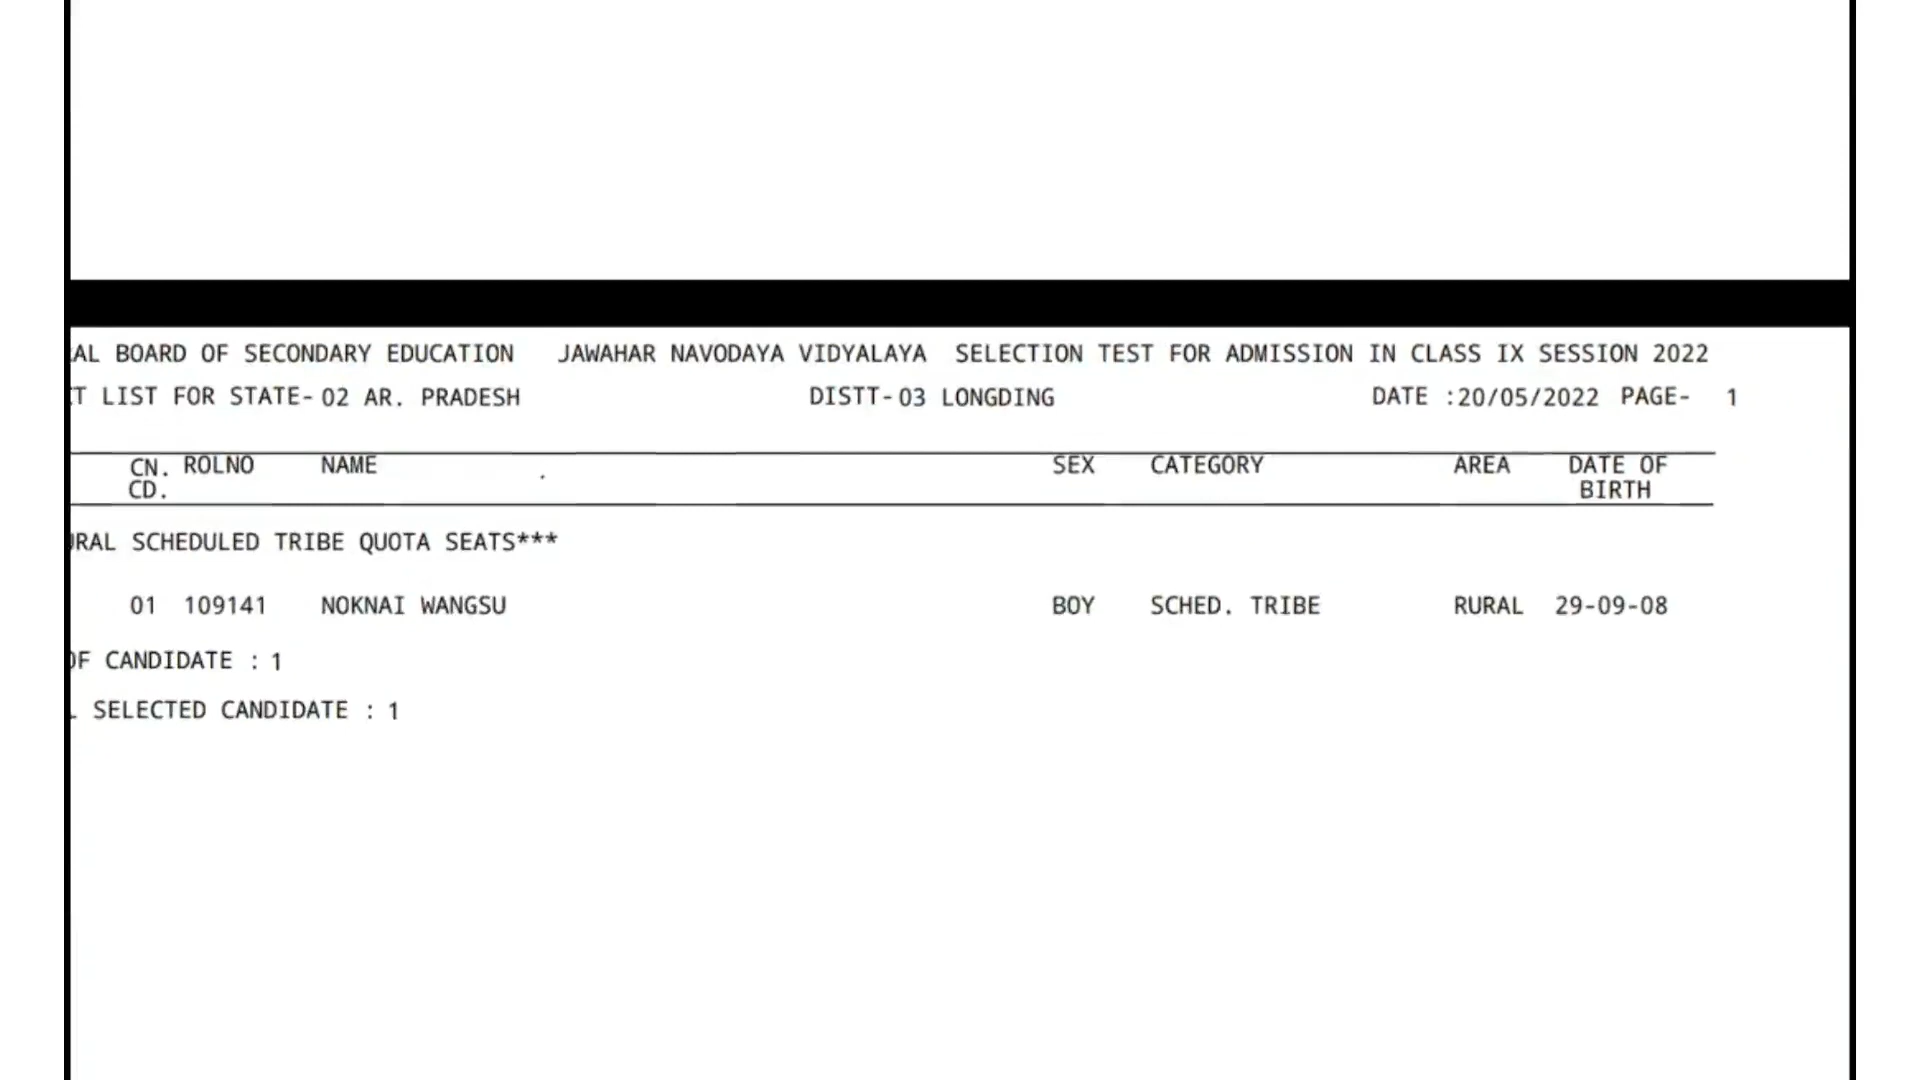 AL BOARD OF SECONDARY EDUCATION JAWAHAR NAVODAYA VIDYALAYA SELECTION TEST FOR ADMISSION IN CLASS IX SESSION 2022
T LIST FOR STATE- 02 AR. PRADESH DISTT- 03 LONGDING DATE :20/05/2022 PAGE- 1
CN. ROLNO NAME SEX CATEGORY AREA DATE OF
CD. BIRTH
RAL SCHEDULED TRIBE QUOTA SEATS***
01 109141 NOKNAI WANGSU BOY SCHED. TRIBE RURAL 29-09-08
OF CANDIDATE : 1
SELECTED CANDIDATE : 1